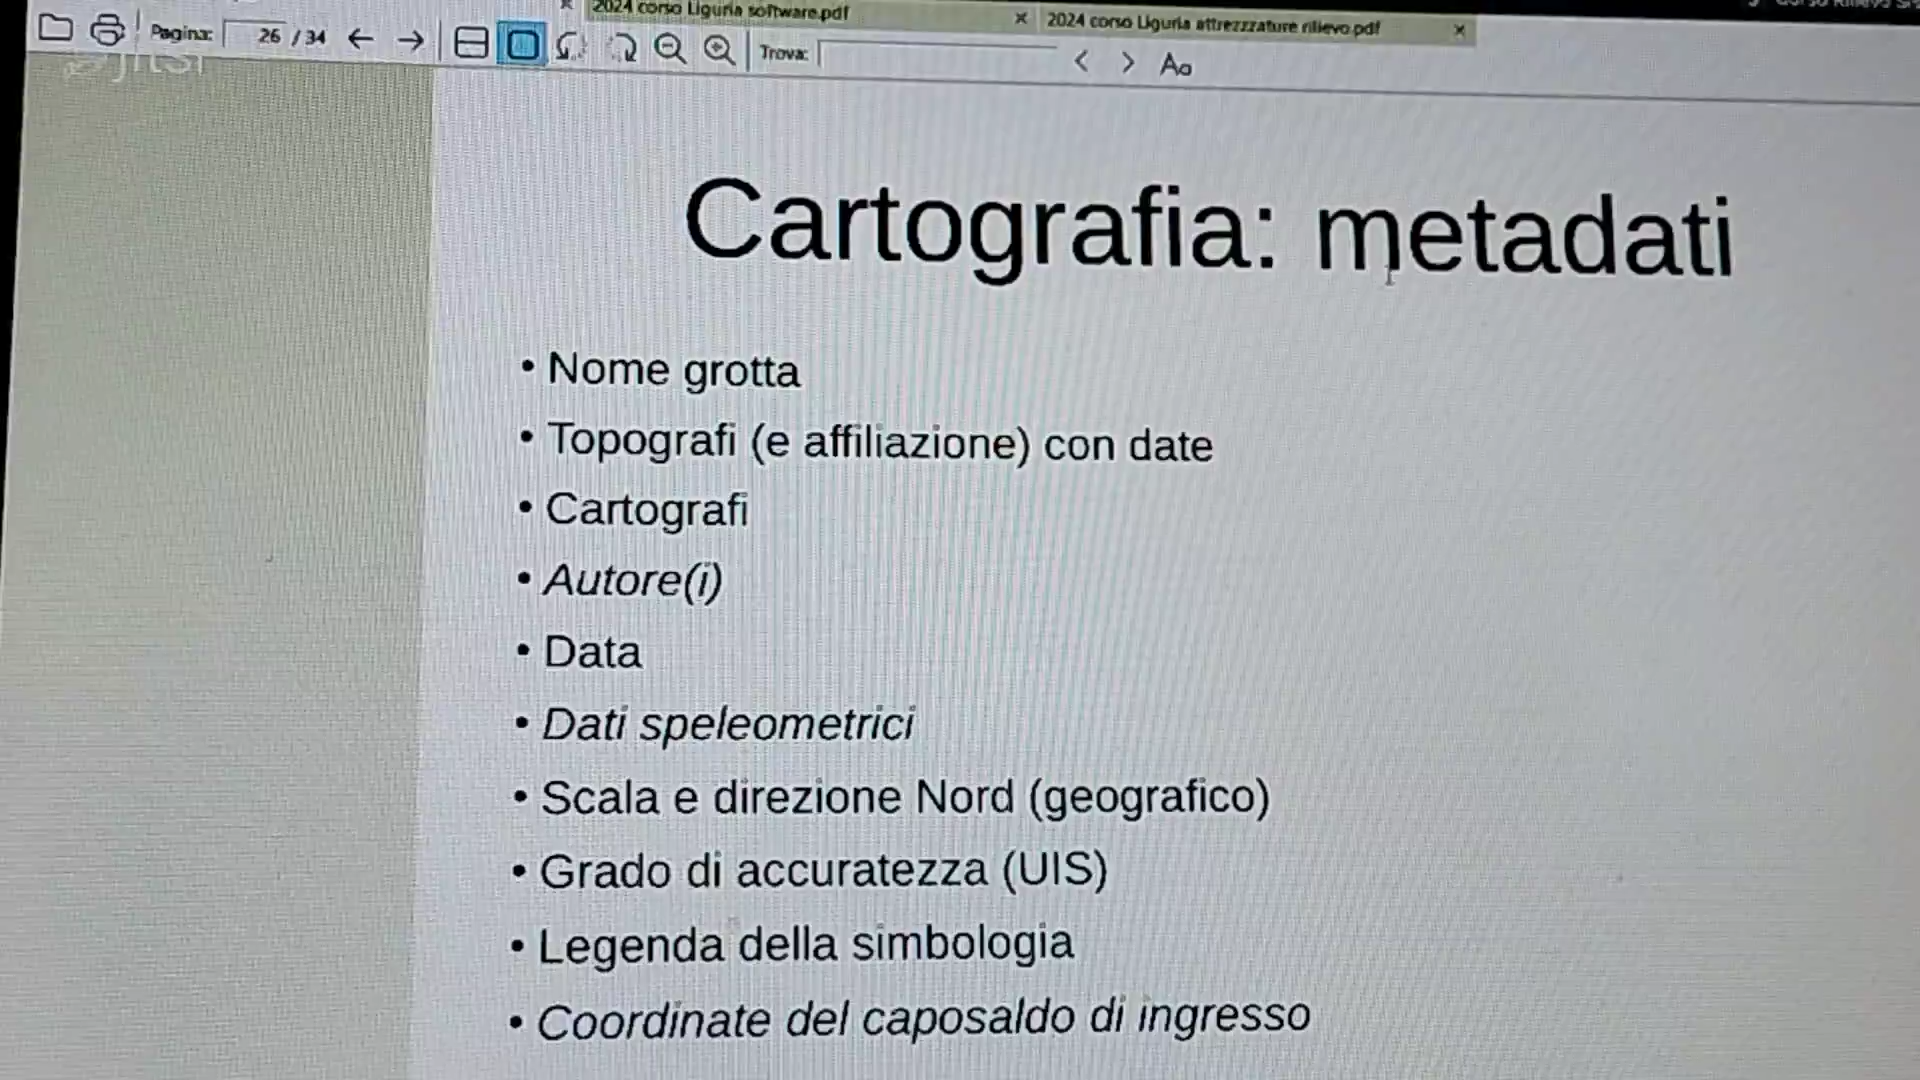 2024 corso Liguria software.pdf
2024 corso Liguria attrezzzature rilievo.pdf
Pagina: 26 / 34
Trova:
Aa
jitsi
Cartografia: metadati
• Nome grotta
• Topografi (e affiliazione) con date
• Cartografi
• Autore(i)
• Data
• Dati speleometrici
• Scala e direzione Nord (geografico)
• Grado di accuratezza (UIS)
• Legenda della simbologia
• Coordinate del caposaldo di ingresso